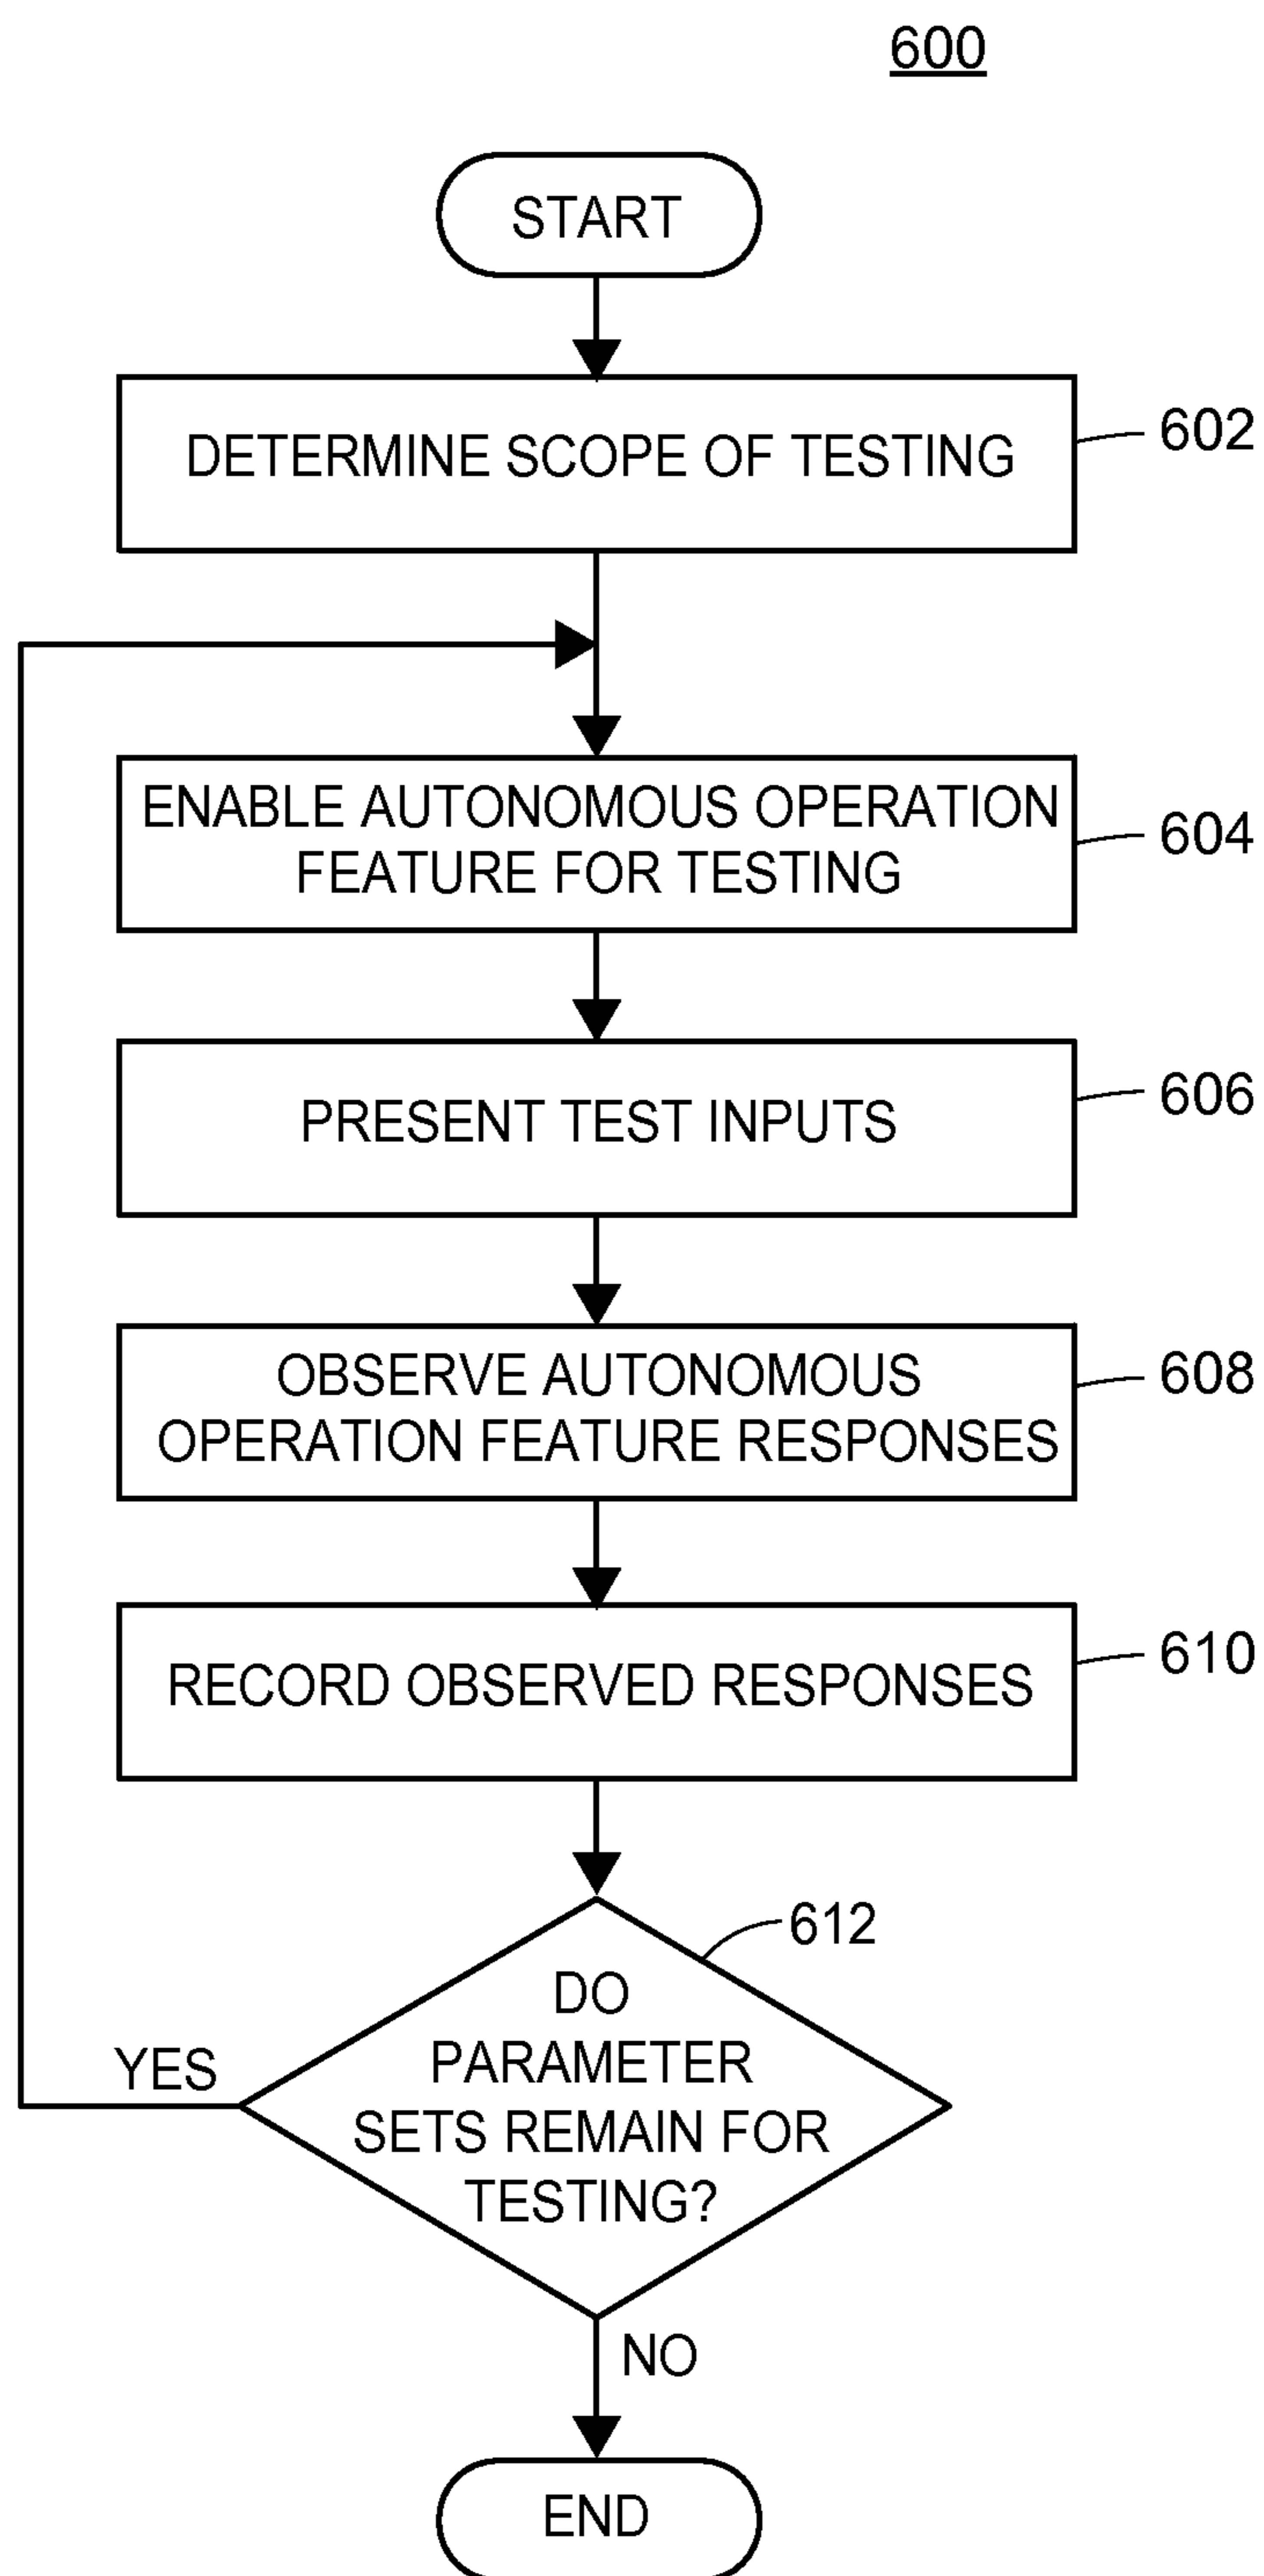 600
START
DETERMINE SCOPE OF TESTING
602
ENABLE AUTONOMOUS OPERATION
FEATURE FOR TESTING
604
PRESENT TEST INPUTS
606
OBSERVE AUTONOMOUS
OPERATION FEATURE RESPONSES
608
RECORD OBSERVED RESPONSES
610
612
DO
PARAMETER
SETS REMAIN FOR
TESTING?
YES
NO
END